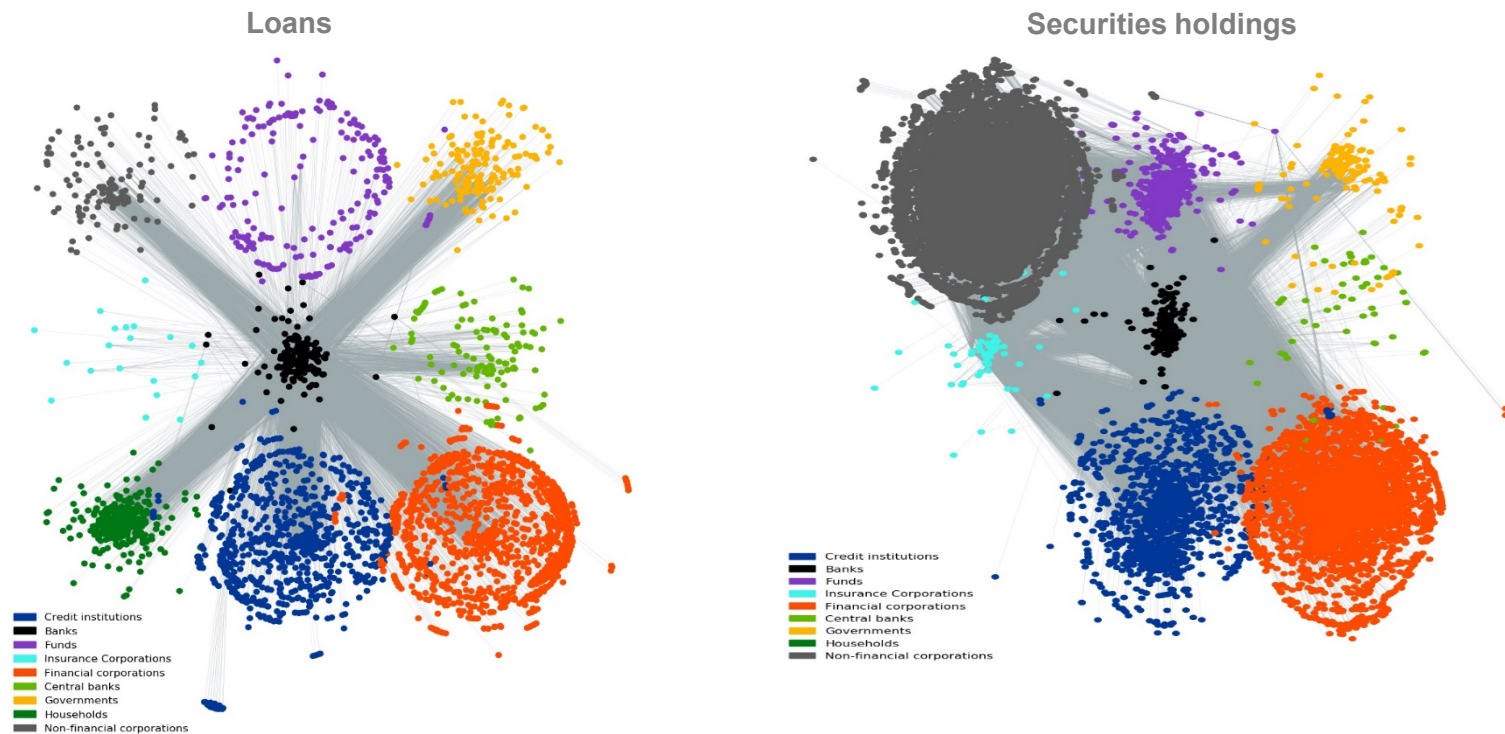 Loans
Securities holdings
Credit institutions
Banks
Funds
Insurance Corporations
Financial corporations
Central banks
Governments
Households
Non-financial corporations
Credit institutions
Banks
Funds
Insurance Corporations
Financial corporations
Central banks
Governments
Households
Non-financial corporations